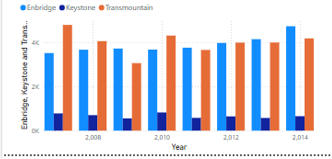 Enbridge Keystone Transmountain
Enbridge, Keystone and Trans...
4K
2K
0K
2,008 2,010 2,012 2,014
Year